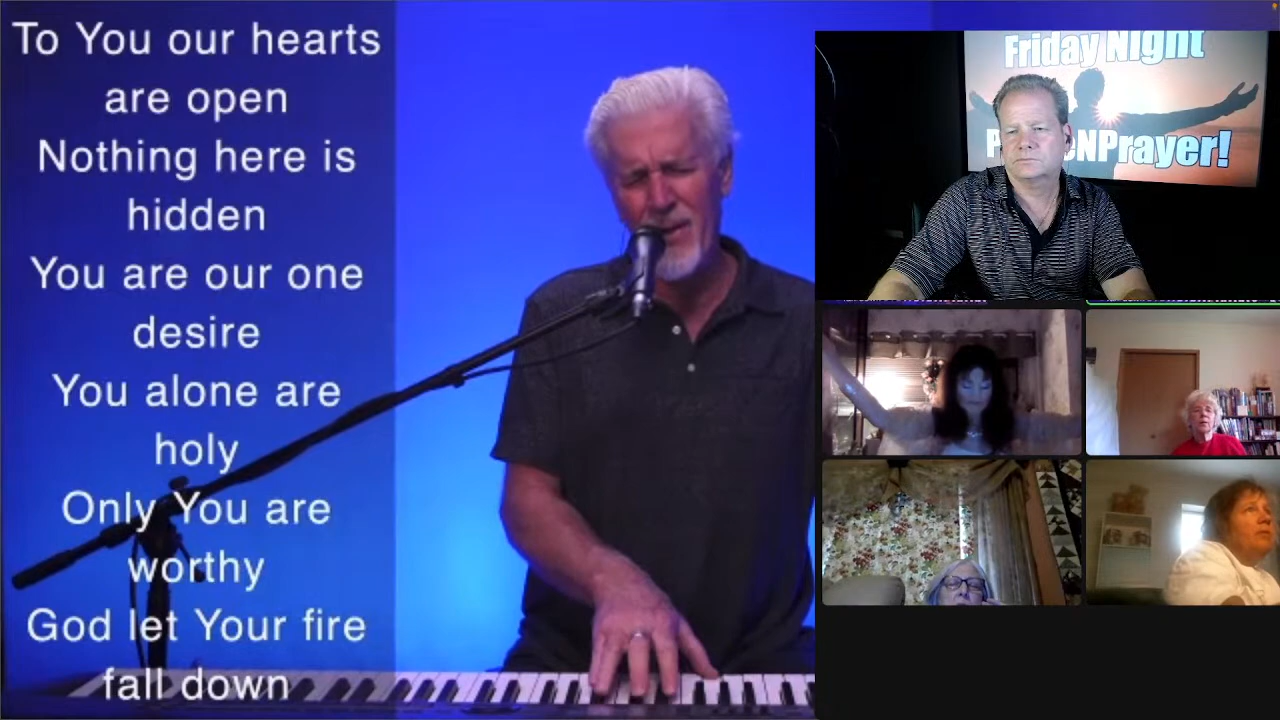 To You our hearts
are open
Nothing here is
hidden
You are our one
desire
You alone are
holy
Only You are
worthy
God let Your fire
fall down
Friday Night